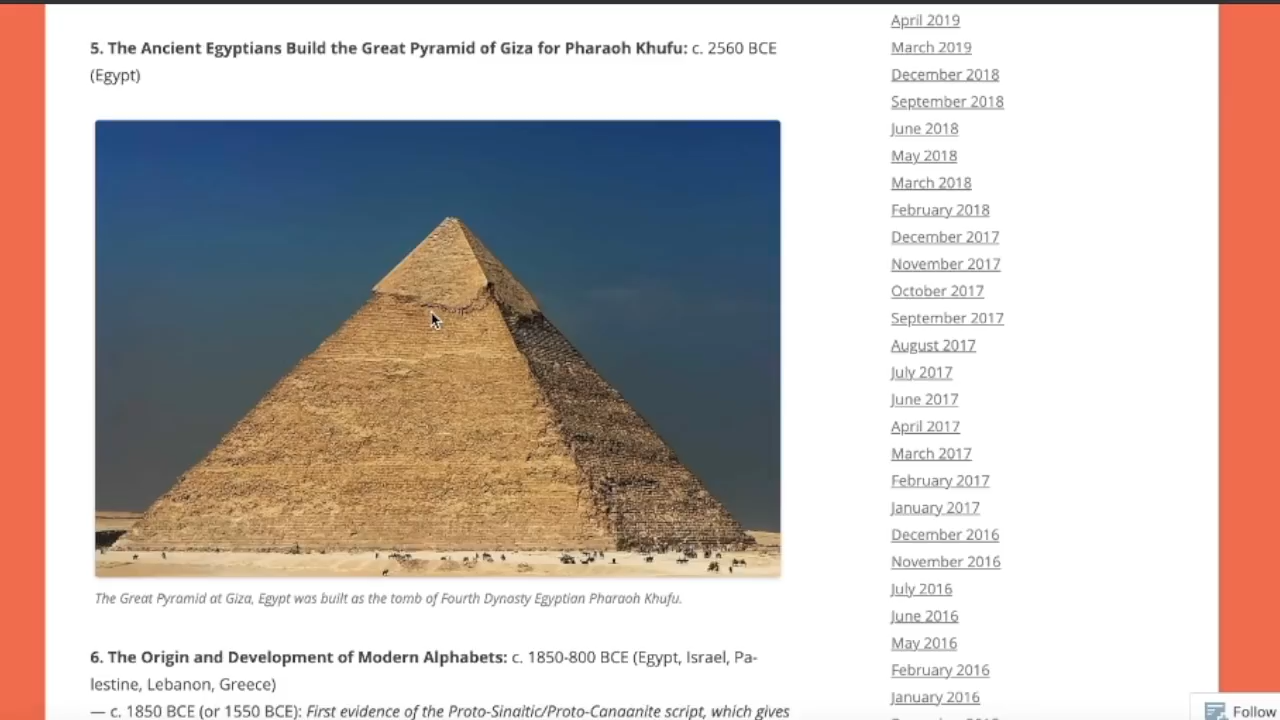 5. The Ancient Egyptians Build the Great Pyramid of Giza for Pharaoh Khufu: c. 2560 BCE
(Egypt)
The Great Pyramid at Giza, Egypt was built as the tomb of Fourth Dynasty Egyptian Pharaoh Khufu.
6. The Origin and Development of Modern Alphabets: c. 1850-800 BCE (Egypt, Israel, Pa-
lestine, Lebanon, Greece)
— c. 1850 BCE (or 1550 BCE): First evidence of the Proto-Sinaitic/Proto-Canaanite script, which gives
April 2019
March 2019
December 2018
September 2018
June 2018
May 2018
March 2018
February 2018
December 2017
November 2017
October 2017
September 2017
August 2017
July 2017
June 2017
April 2017
March 2017
February 2017
January 2017
December 2016
November 2016
July 2016
June 2016
May 2016
February 2016
January 2016
Follow